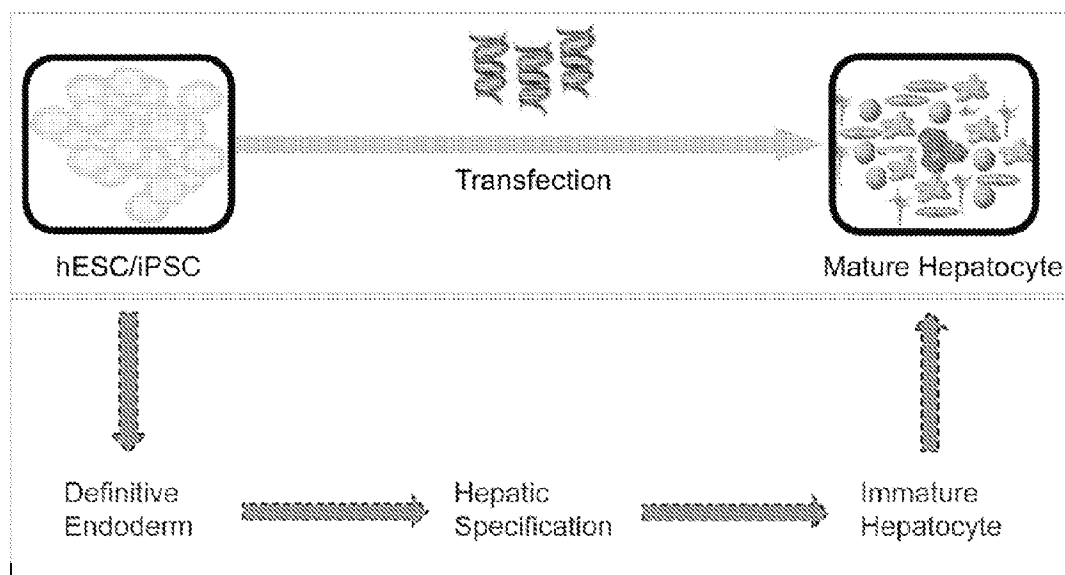 Transfection
hESC/iPSC
Mature Hepatocyte
Definitive
Endoderm
Hepatic
Specification
Immature
Hepatocyte